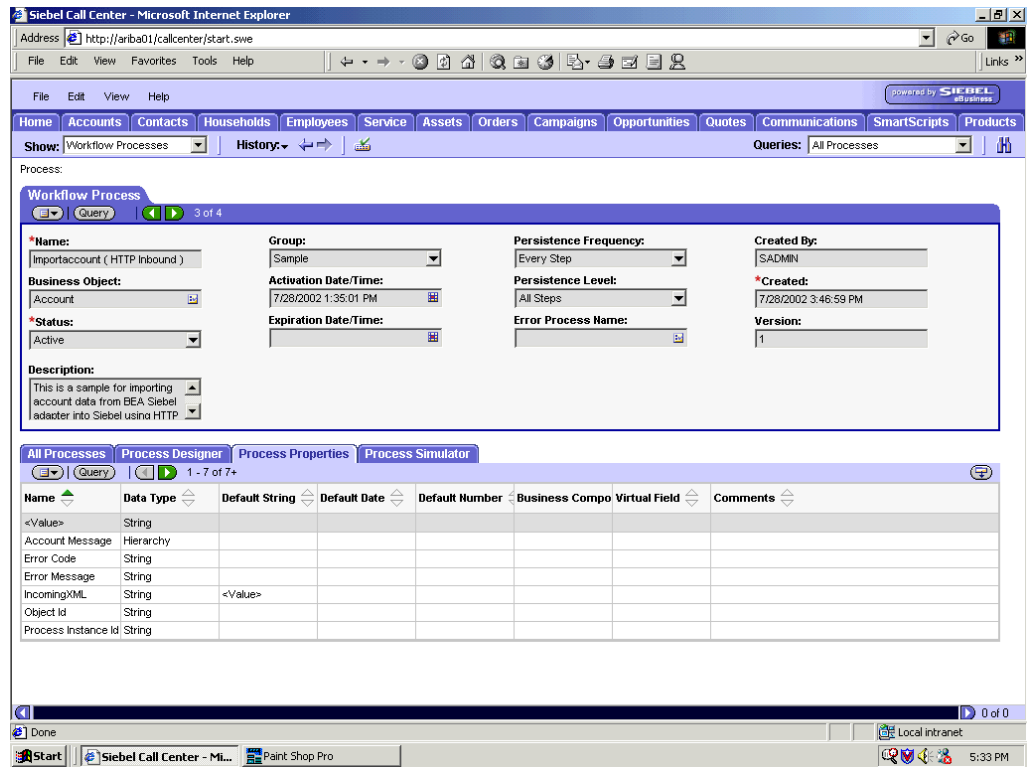 Siebel Call Center - Microsoft Internet Explorer
Address http://ariba01/callcenter/start.swe Go
File Edit View Favorites Tools Help Links »
File Edit View Help powered by SIEBEL eBusiness
Home Accounts Contacts Households Employees Service Assets Orders Campaigns Opportunities Quotes Communications SmartScripts Products
Show: Workflow Processes History: Queries: All Processes
Process:
Workflow Process
Query 3 of 4
*Name: Group: Persistence Frequency: Created By:
Importaccount ( HTTP Inbound ) Sample Every Step SADMIN
Business Object: Activation Date/Time: Persistence Level: *Created:
Account 7/28/2002 1:35:01 PM All Steps 7/28/2002 3:46:59 PM
*Status: Expiration Date/Time: Error Process Name: Version:
Active 1
Description:
This is a sample for importing
account data from BEA Siebel
adapter into Siebel using HTTP
All Processes Process Designer Process Properties Process Simulator
Query 1 - 7 of 7+
Name Data Type Default String Default Date Default Number Business Compo Virtual Field Comments
<Value> String
Account Message Hierarchy
Error Code String
Error Message String
IncomingXML String <Value>
Object Id String
Process Instance Id String
0 of 0
Done Local intranet
Start Siebel Call Center - Mi... Paint Shop Pro 5:33 PM